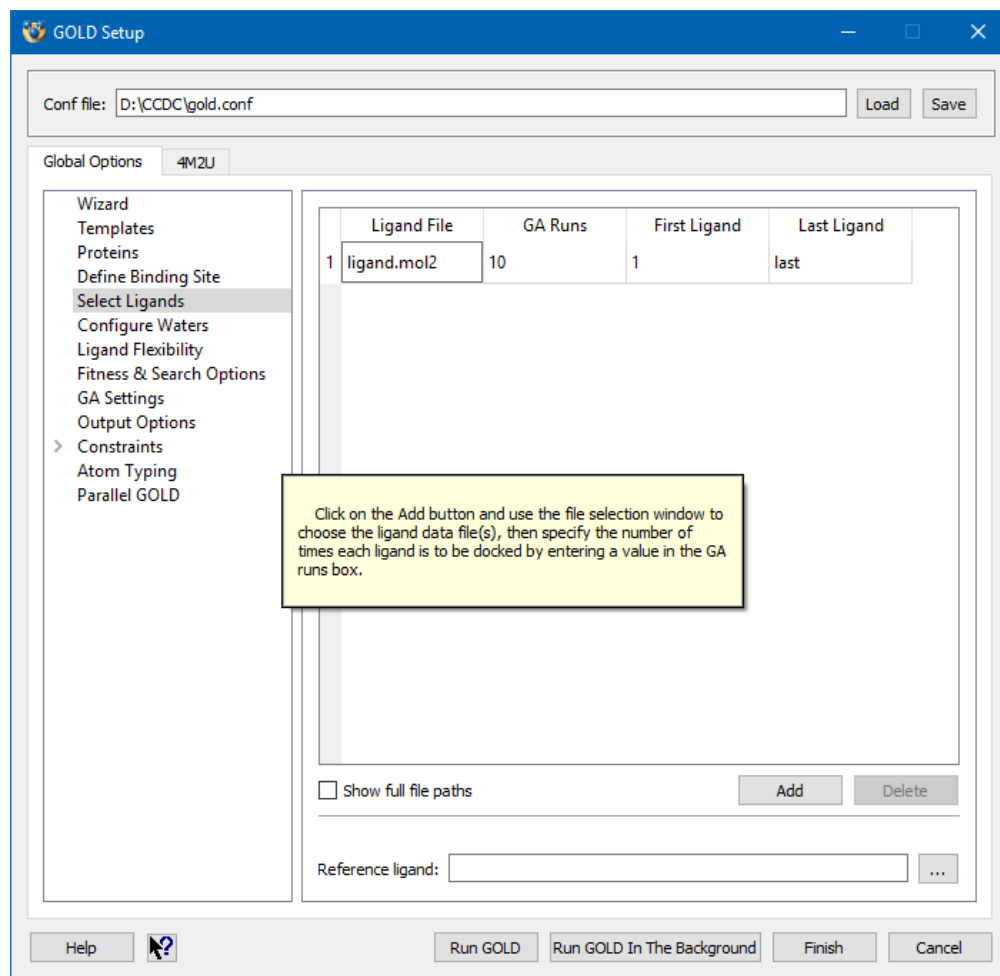 GOLD Setup
Conf file: D:\CCDC\gold.conf Load Save
Global Options 4M2U
Wizard
Templates
Proteins
Define Binding Site
Select Ligands
Configure Waters
Ligand Flexibility
Fitness & Search Options
GA Settings
Output Options
Constraints
Atom Typing
Parallel GOLD
Ligand File GA Runs First Ligand Last Ligand
1 ligand.mol2 10 1 last
Click on the Add button and use the file selection window to
choose the ligand data file(s), then specify the number of
times each ligand is to be docked by entering a value in the GA
runs box.
Show full file paths Add Delete
Reference ligand: ...
Help ? Run GOLD Run GOLD In The Background Finish Cancel